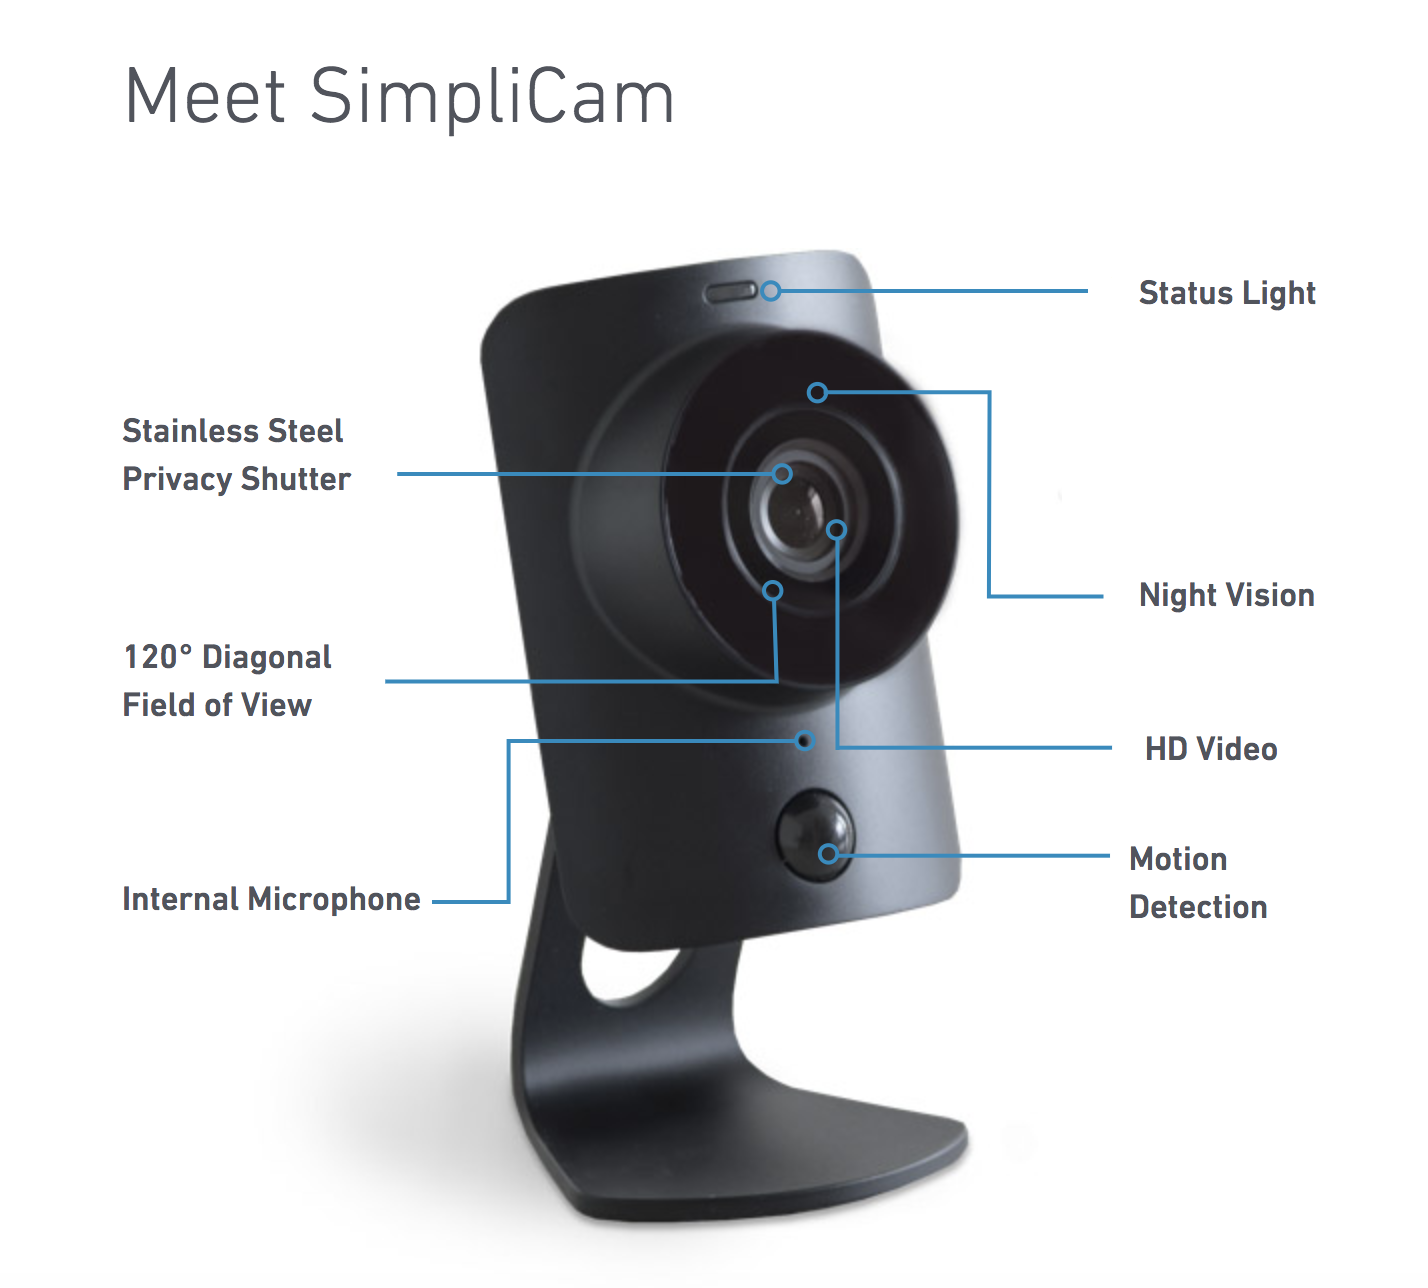 Meet SimpliCam
Status Light
Stainless Steel
Privacy Shutter
Night Vision
120° Diagonal
Field of View
HD Video
Internal Microphone
Motion
Detection